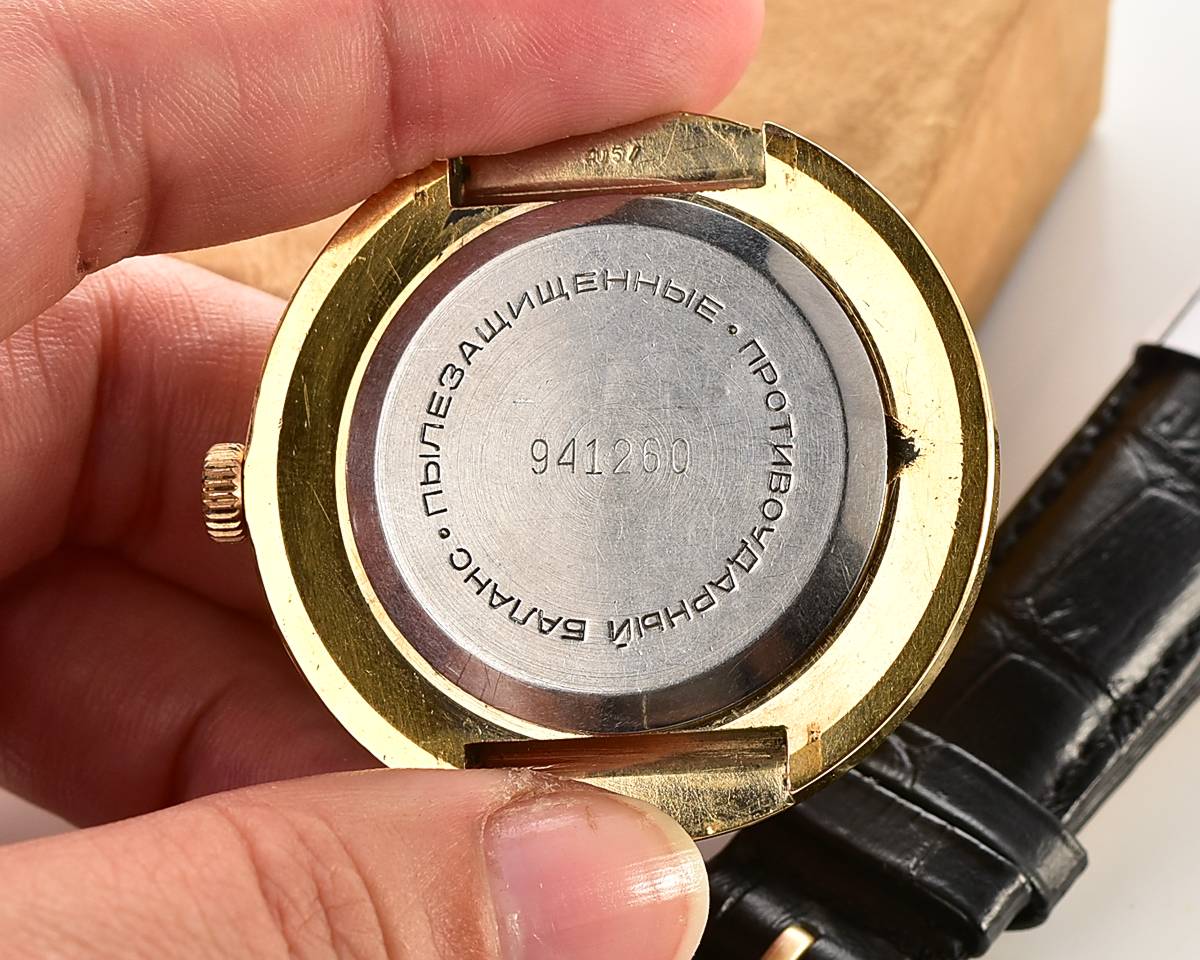 ПЫЛЕЗАЩИЩЕННЫЕ • ПРОТИВОУДАРНЫЙ БАЛАНС •
941260